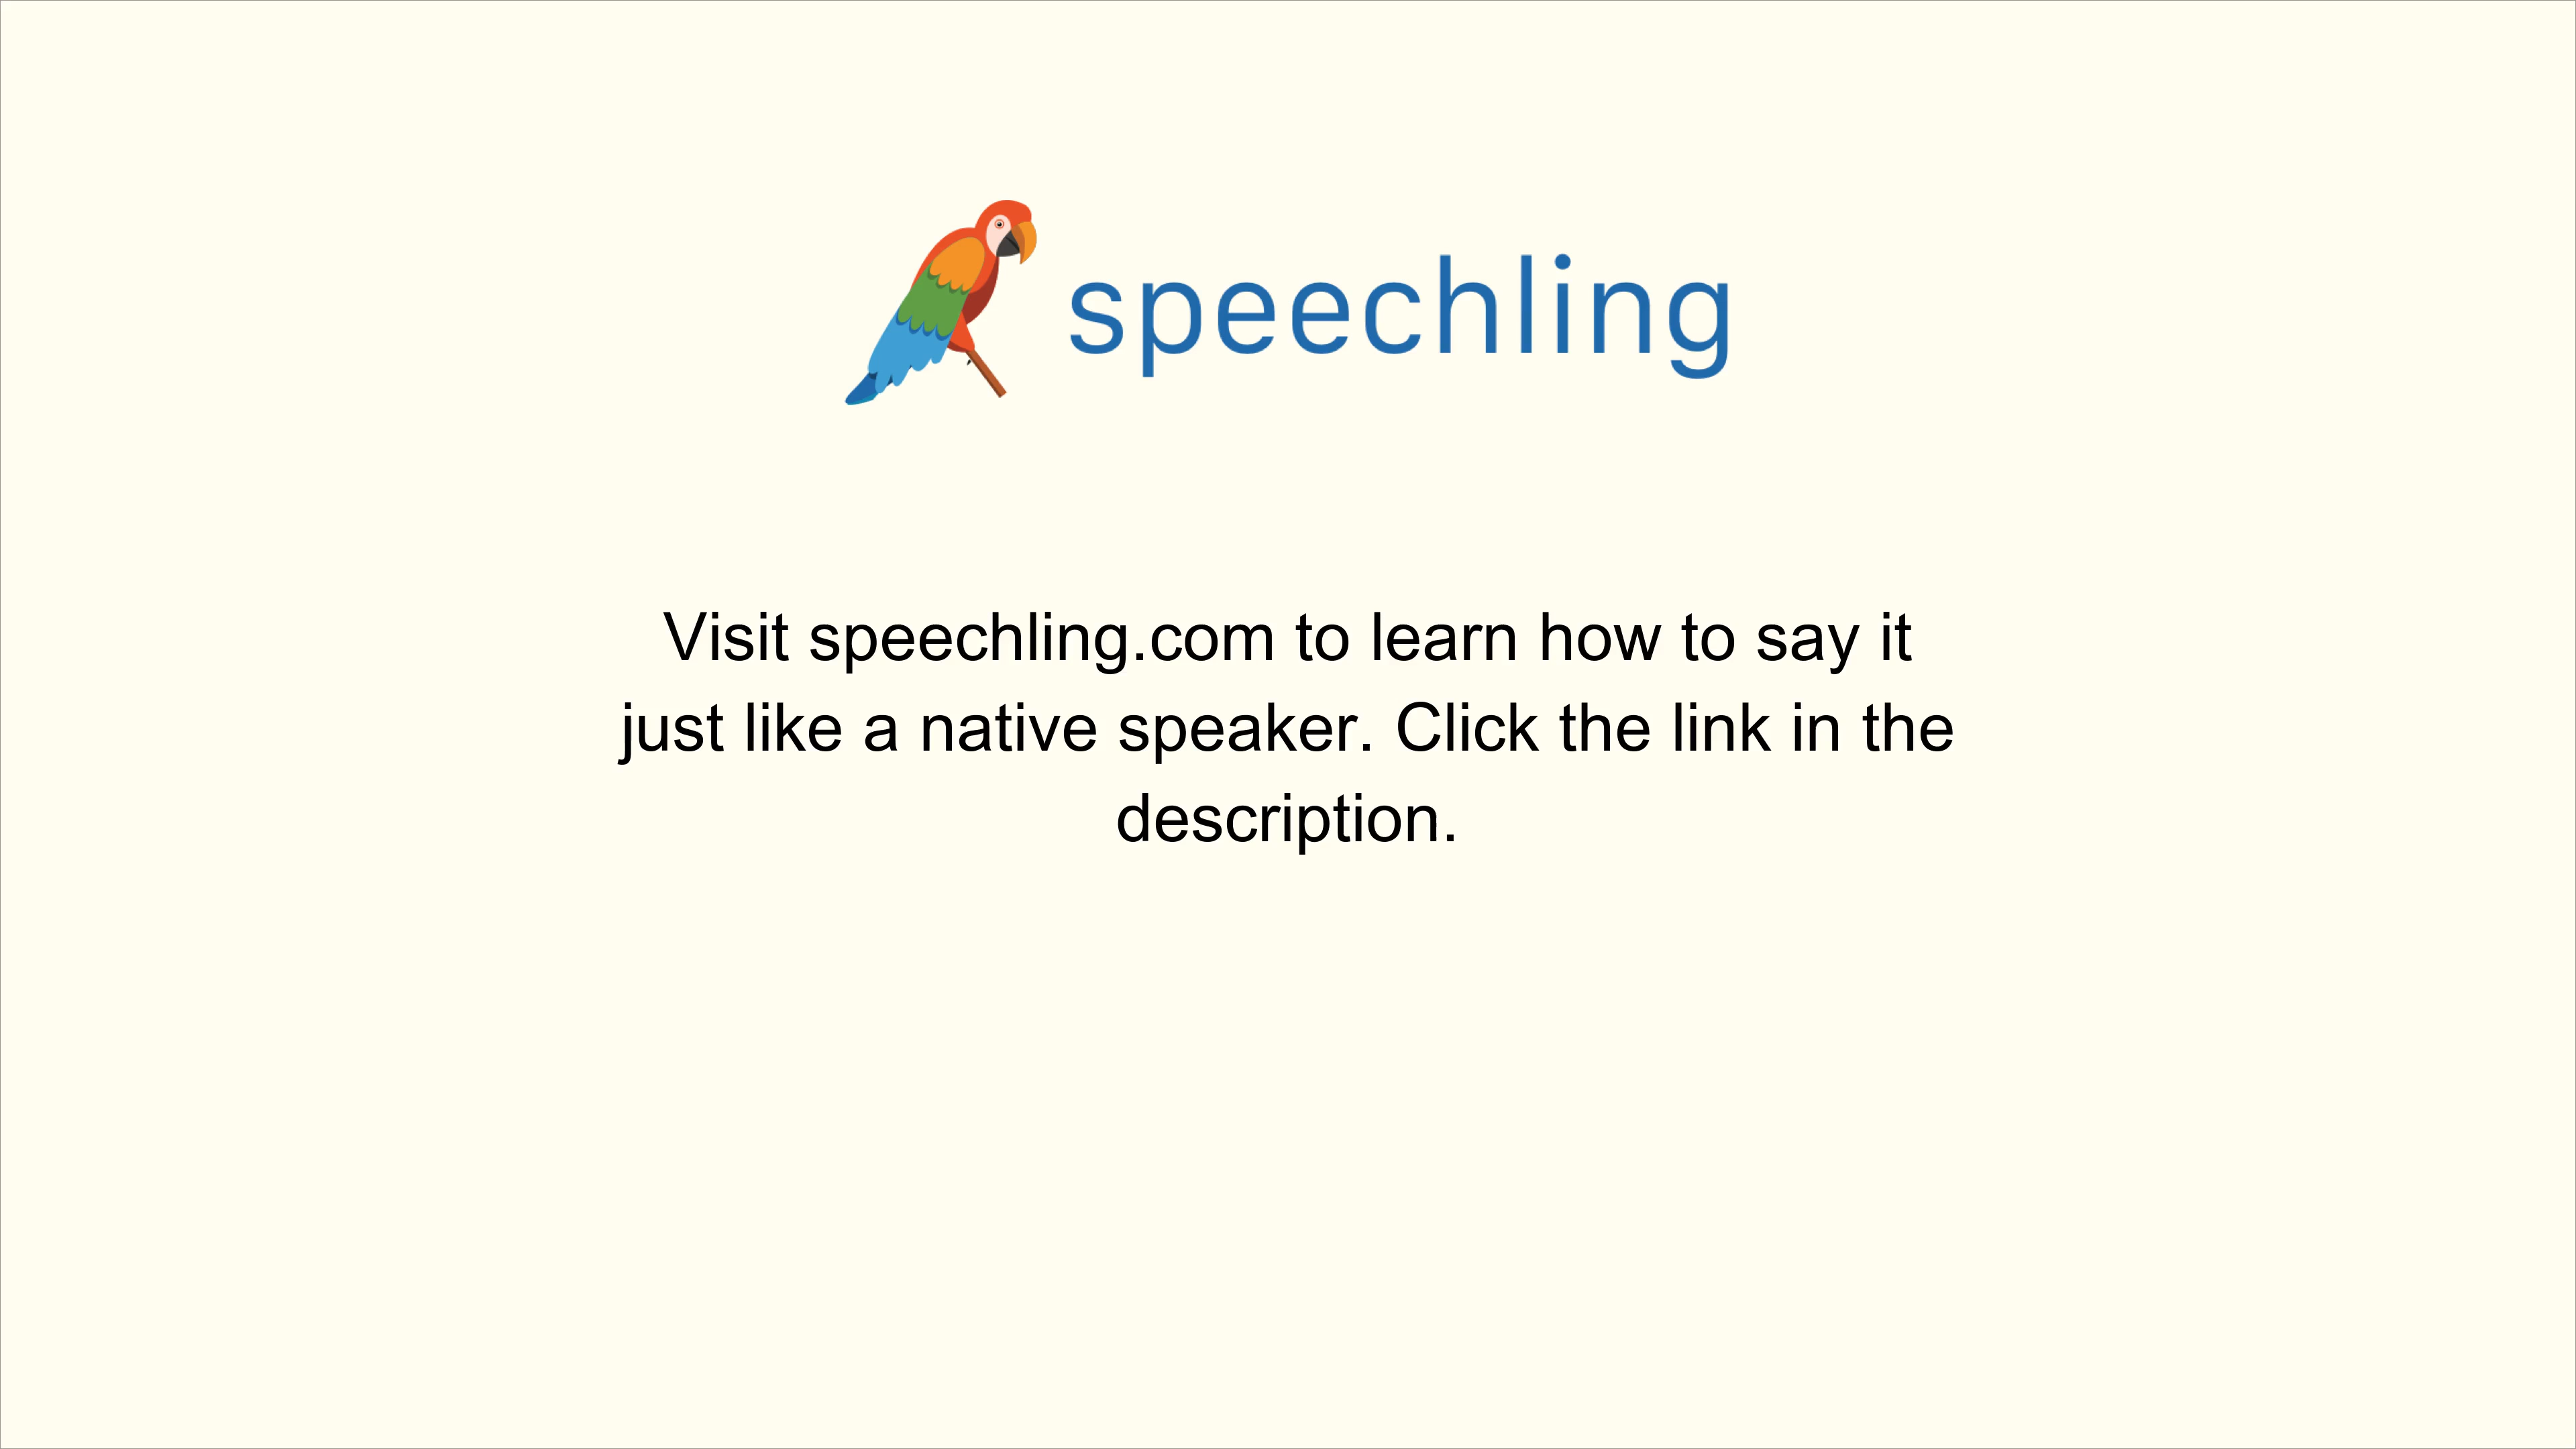 speechling
Visit speechling.com to learn how to say it
just like a native speaker. Click the link in the
description.